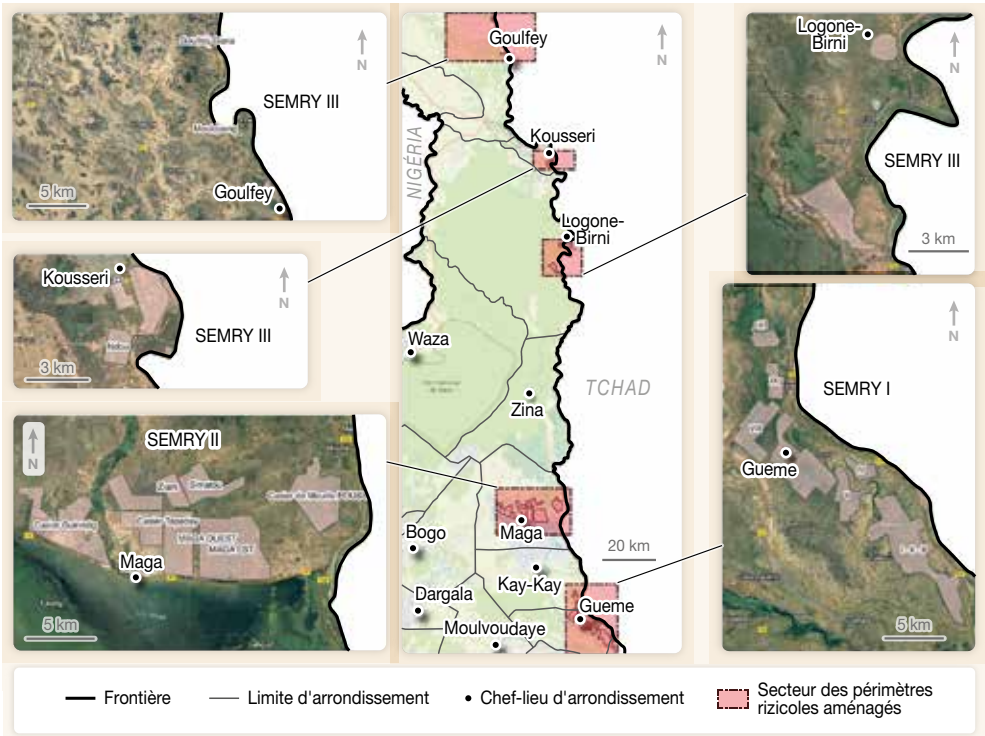 SEMRY III
Goulfey
5 km
N
Kousseri
SEMRY III
3 km
N
SEMRY II
Maga
5 km
N
Goulfey
NIGÉRIA
Kousseri
Logone-
Birni
Waza
Zina
TCHAD
Maga
20 km
Bogo
Kay-Kay
Dargala
Gueme
Moulvoudaye
N
Logone-
Birni
SEMRY III
3 km
N
SEMRY I
Gueme
5 km
N
Frontière
Limite d'arrondissement
Chef-lieu d'arrondissement
Secteur des périmètres
rizicoles aménagés